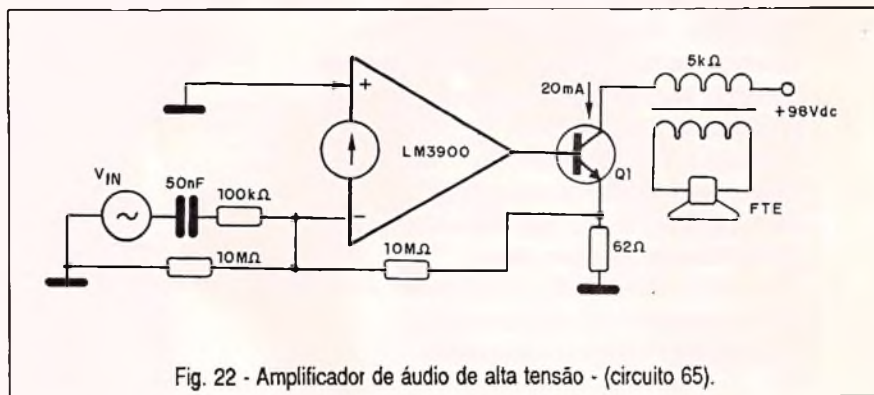 5kΩ
20mA
+98Vdc
+
LM3900
Q1
VIN
50nF
100kΩ
FTE
-
10MΩ
10MΩ
62Ω
Fig. 22 - Amplificador de áudio de alta tensão - (circuito 65).